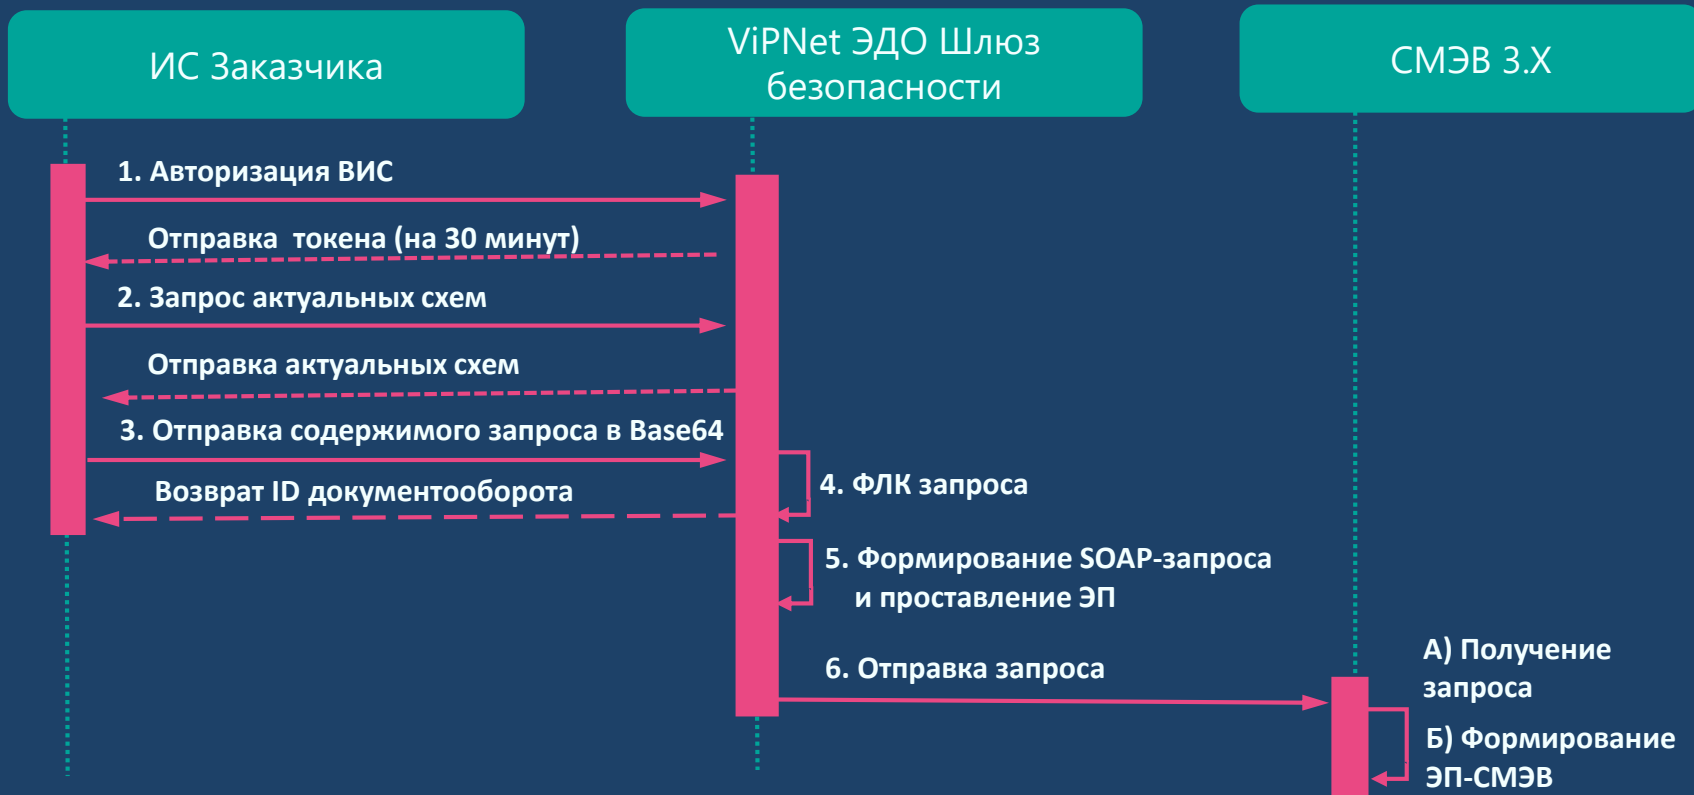 ИС Заказчика
ViPNet ЭДО Шлюз
безопасности
СМЭВ 3.X
1. Авторизация ВИС
Отправка токена (на 30 минут)
2. Запрос актуальных схем
Отправка актуальных схем
3. Отправка содержимого запроса в Base64
Возврат ID документооборота
4. ФЛК запроса
5. Формирование SOAP-запроса
и проставление ЭП
6. Отправка запроса
А) Получение
запроса
Б) Формирование
ЭП-СМЭВ